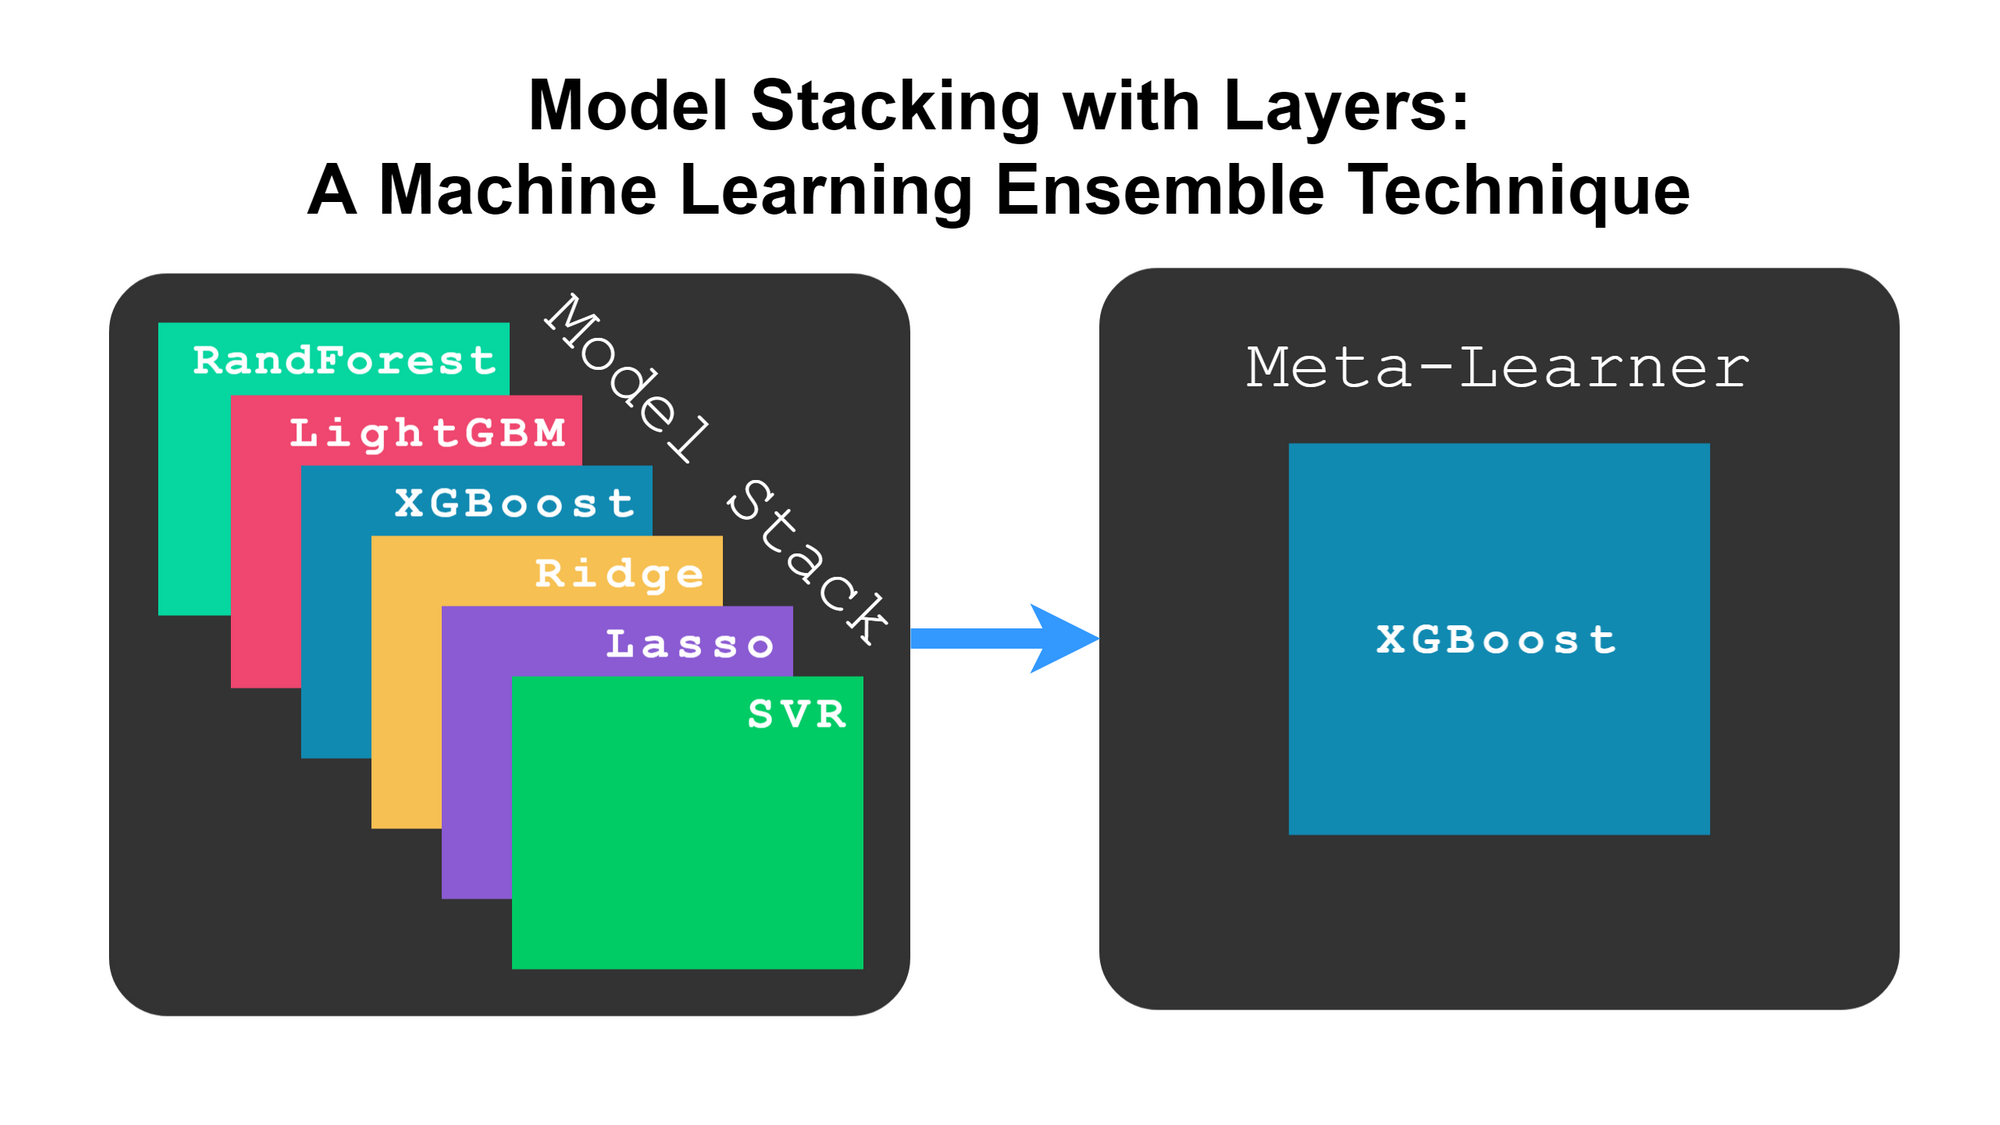 Model Stacking with Layers:
A Machine Learning Ensemble Technique
RandForest
LightGBM
XGBoost
Ridge
Lasso
SVR
Model Stack
Meta-Learner
XGBoost